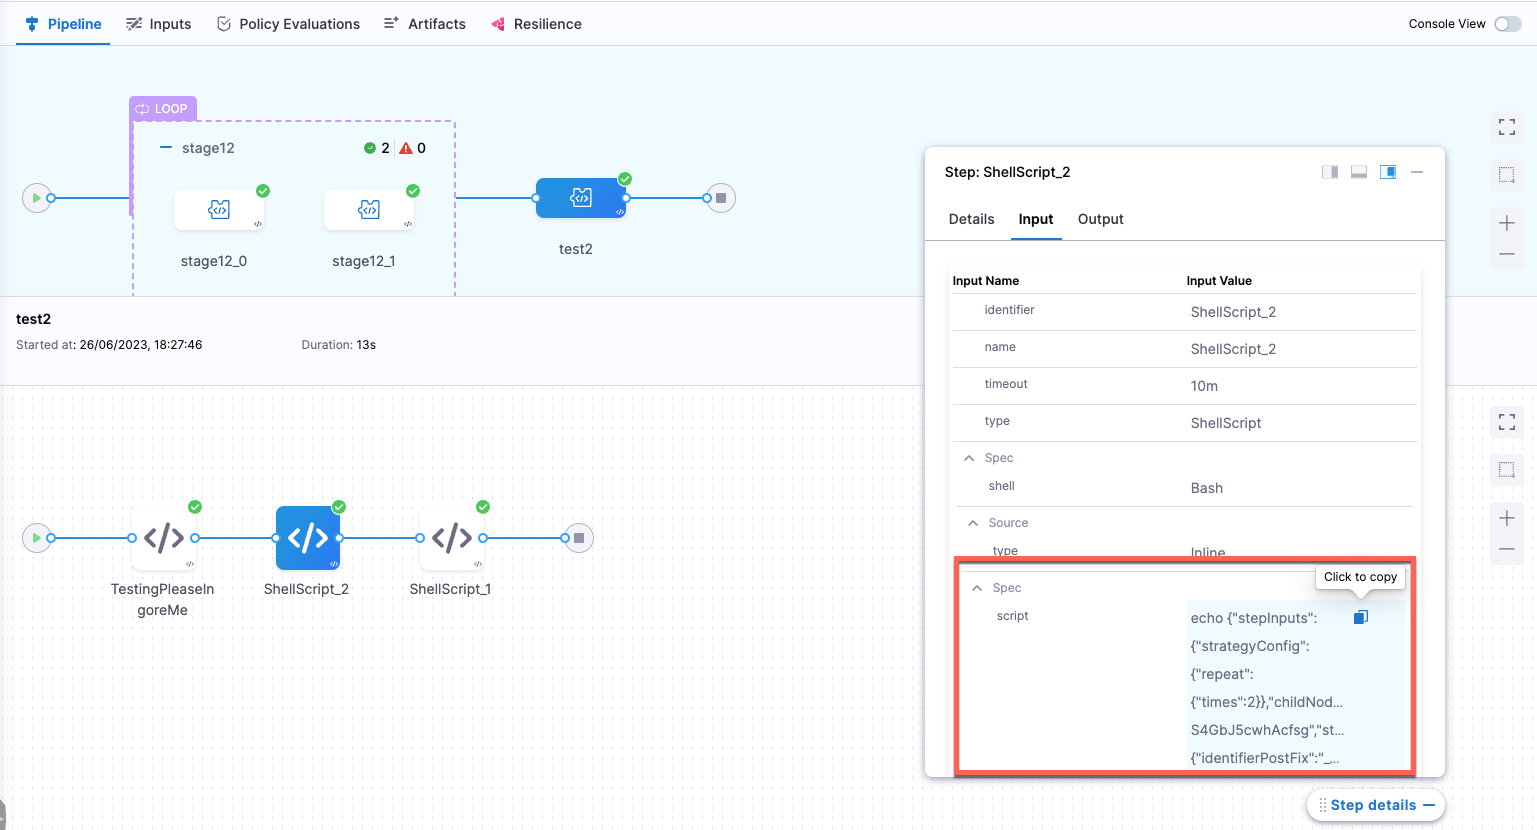 Pipeline Inputs Policy Evaluations Artifacts Resilience Console View
LOOP
stage12 2 0
stage12_0 stage12_1
test2
Step: ShellScript_2
Details Input Output
Input Name Input Value
identifier ShellScript_2
name ShellScript_2
timeout 10m
type ShellScript
Spec
shell Bash
Source
type Inline
Spec
Click to copy
script echo {"stepInputs":
{"strategyConfig":
{"repeat":
{"times":2}},"childNod...
S4GbJ5cwhAcfsg","st...
{"identifierPostFix":"_...
Step details
test2
Started at: 26/06/2023, 18:27:46 Duration: 13s
TestingPleaseIn
goreMe
ShellScript_2
ShellScript_1